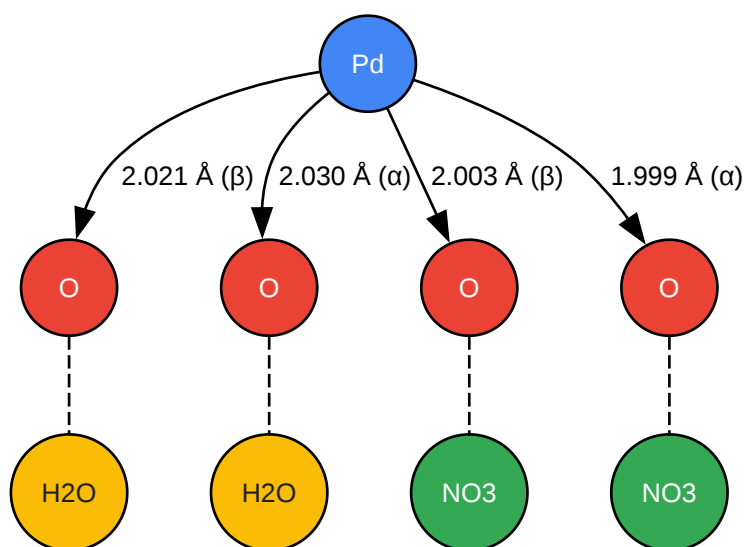 Pd
2.021 Å (β) 2.030 Å (α) 2.003 Å (β) 1.999 Å (α)
O O O O
H2O H2O NO3 NO3